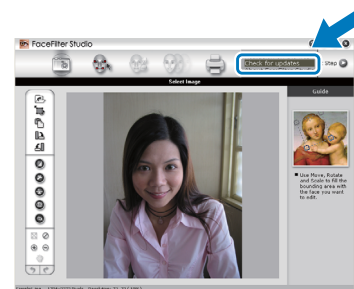 FaceFilter Studio
Check for updates
Step
Select Image
Guide
Use Move, Rotate
and Scale to fill the
bounding area with
the face you want
to edit.